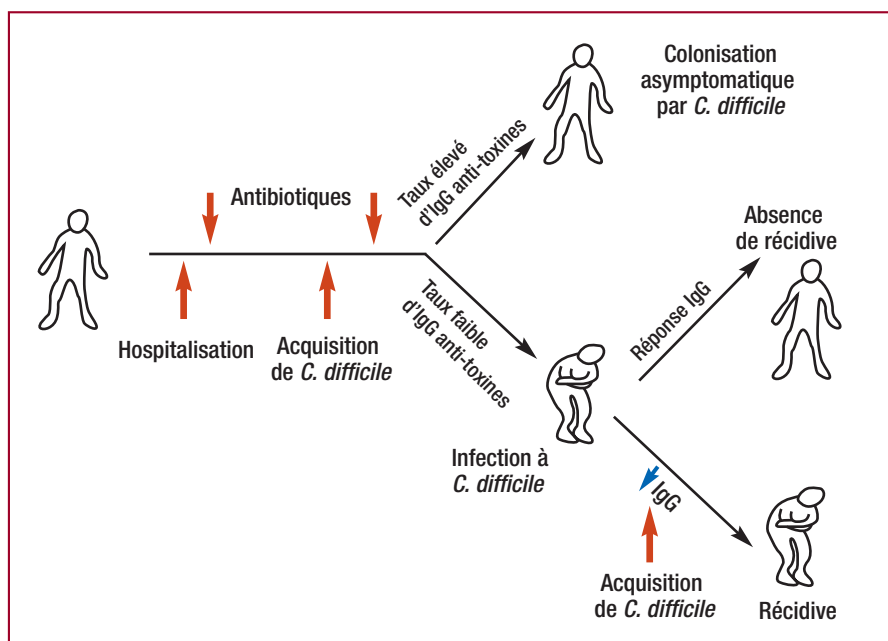 Colonisation
asymptomatique
par C. difficile
Taux élevé
d'IgG anti-toxines
Antibiotiques
Hospitalisation
Acquisition
de C. difficile
Taux faible
d'IgG anti-toxines
Absence
de récidive
Réponse IgG
Infection à
C. difficile
IgG
Acquisition
de C. difficile
Récidive